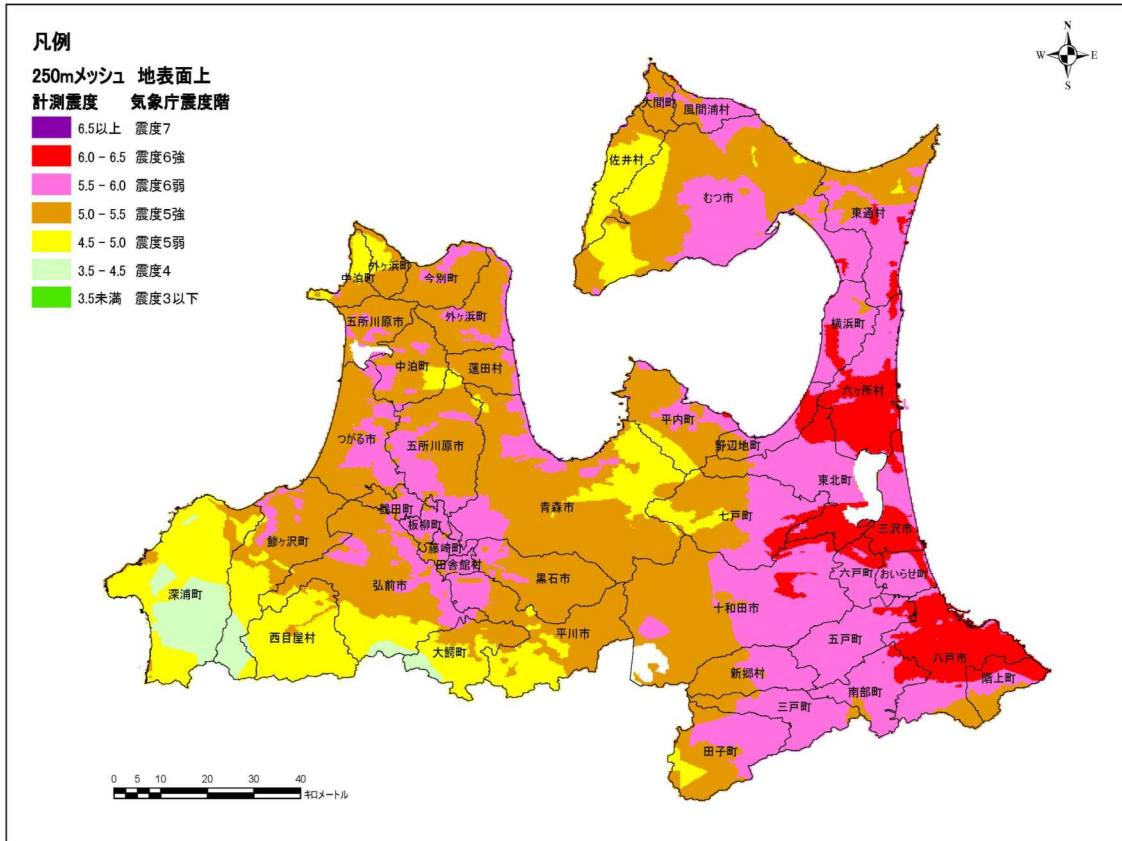 凡例
250mメッシュ 地表面上
計測震度 気象庁震度階
6.5以上 震度7
6.0 - 6.5 震度6強
5.5 - 6.0 震度6弱
5.0 - 5.5 震度5強
4.5 - 5.0 震度5弱
3.5 - 4.5 震度4
3.5未満 震度3以下
N
W E
S
大間町
風間浦村
佐井村
むつ市
東通村
外ヶ浜町
中泊町
今別町
五所川原市
外ヶ浜町
横浜町
中泊町
蓬田村
六ヶ所村
平内町
つがる市
五所川原市
野辺地町
東北町
青森市
七戸町
鶴田町
板柳町
三沢市
鰺ヶ沢町
藤崎町
田舎館村
六戸町
おいらせ町
弘前市
黒石市
深浦町
十和田市
西目屋村
平川市
五戸町
大鰐町
八戸市
新郷村
階上町
南部町
三戸町
田子町
0 5 10 20 30 40
キロメートル